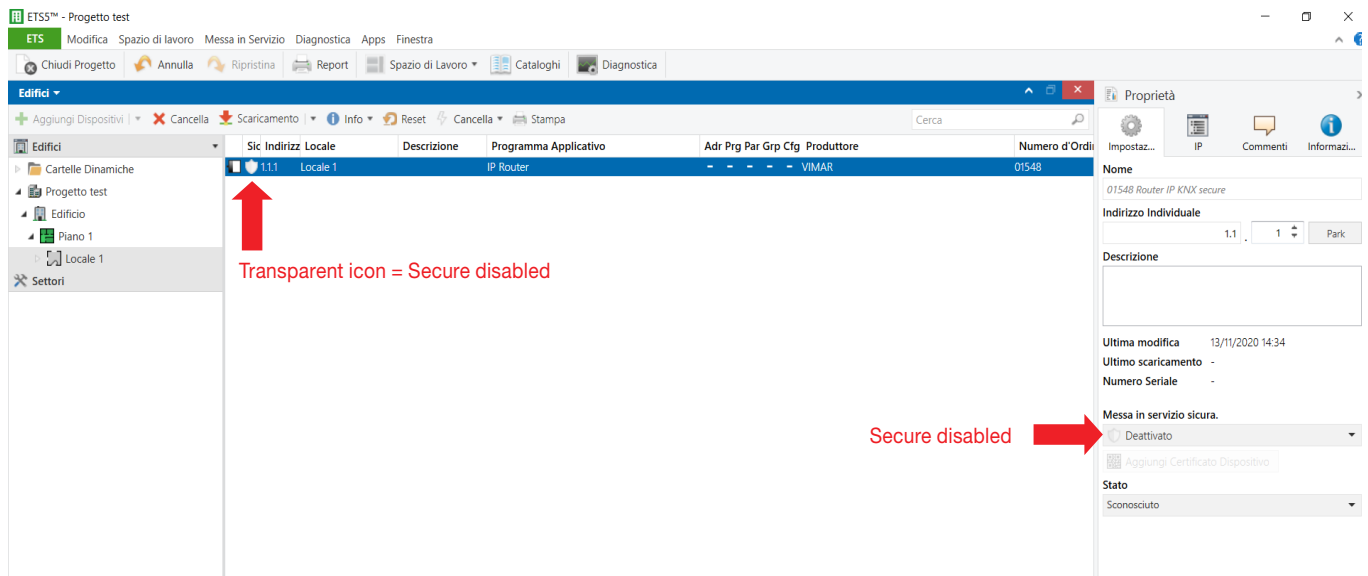 ETS5™ - Progetto test
ETS Modifica Spazio di lavoro Messa in Servizio Diagnostica Apps Finestra
Chiudi Progetto Annulla Ripristina Report Spazio di Lavoro Cataloghi Diagnostica
Edifici
Proprietà
Aggiungi Dispositivi Cancella Scaricamento Info Reset Cancella Stampa Cerca
Impostaz... IP Commenti Informazi...
Edifici
Sic Indirizz Locale Descrizione Programma Applicativo Adr Prg Par Grp Cfg Produttore Numero d'Ordi
Cartelle Dinamiche
1.1.1 Locale 1 IP Router - - - - - VIMAR 01548
Progetto test
Edificio
Piano 1
Locale 1
Settori
Transparent icon = Secure disabled
Nome
01548 Router IP KNX secure
Indirizzo Individuale
1.1 . 1 Park
Descrizione
Ultima modifica 13/11/2020 14:34
Ultimo scaricamento -
Numero Seriale -
Messa in servizio sicura.
Secure disabled
Deattivato
Aggiungi Certificato Dispositivo
Stato
Sconosciuto